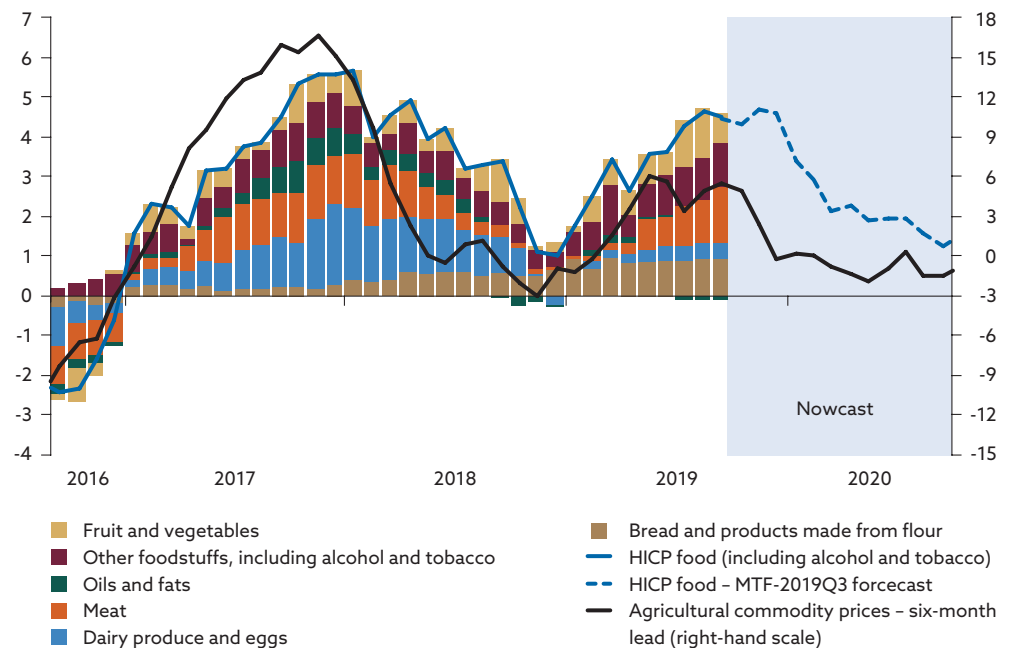 7
6
5
4
3
2
1
0
-1
-2
-3
-4
18
15
12
9
6
3
0
-3
-6
-9
-12
-15
Nowcast
2016 2017 2018 2019 2020
Fruit and vegetables
Other foodstuffs, including alcohol and tobacco
Oils and fats
Meat
Dairy produce and eggs
Bread and products made from flour
HICP food (including alcohol and tobacco)
HICP food – MTF-2019Q3 forcecast
Agricultural commodity prices – six-month
lead (right-hand scale)